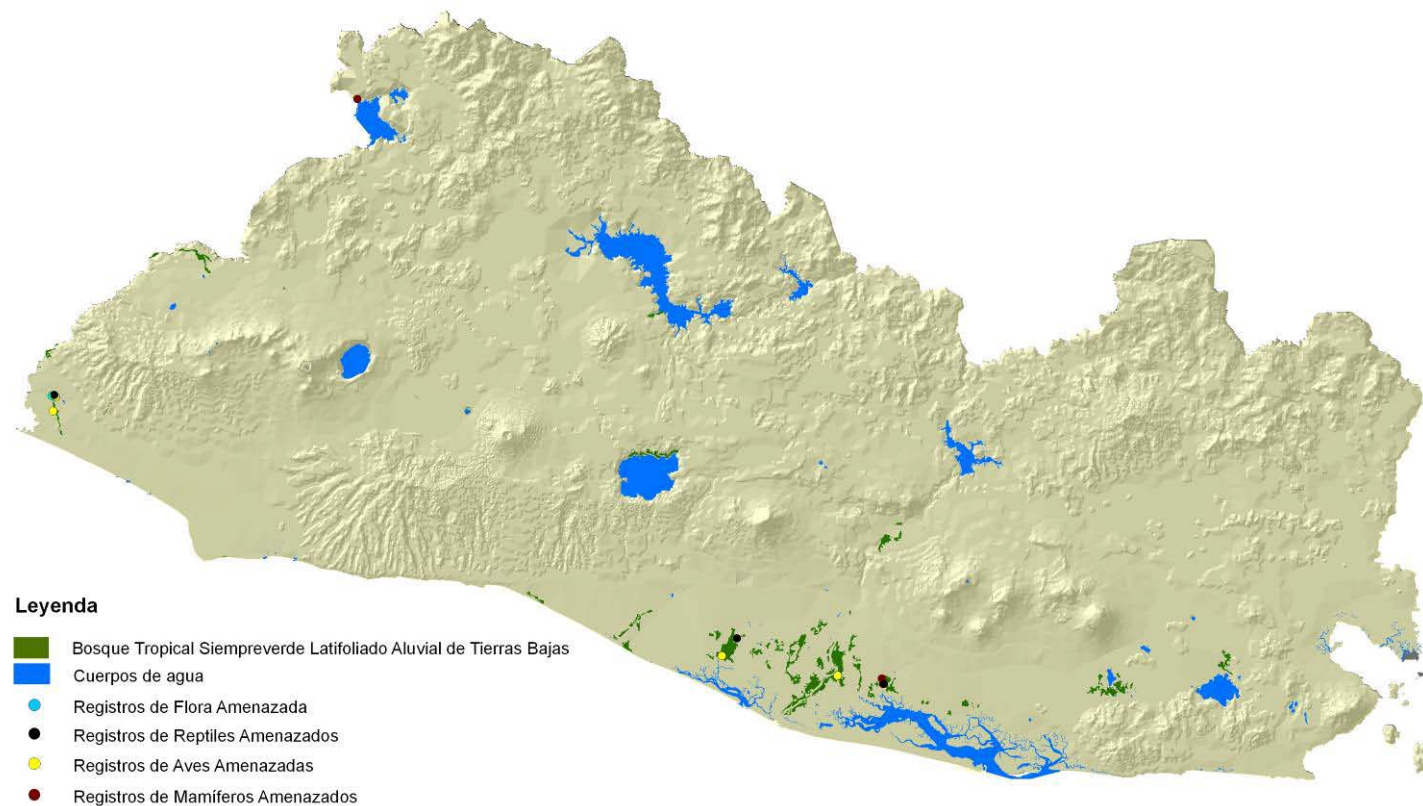 Leyenda
Bosque Tropical Siempreverde Latifoliado Aluvial de Tierras Bajas
Cuerpos de agua
Registros de Flora Amenazada
Registros de Reptiles Amenazados
Registros de Aves Amenazadas
Registros de Mamíferos Amenazados